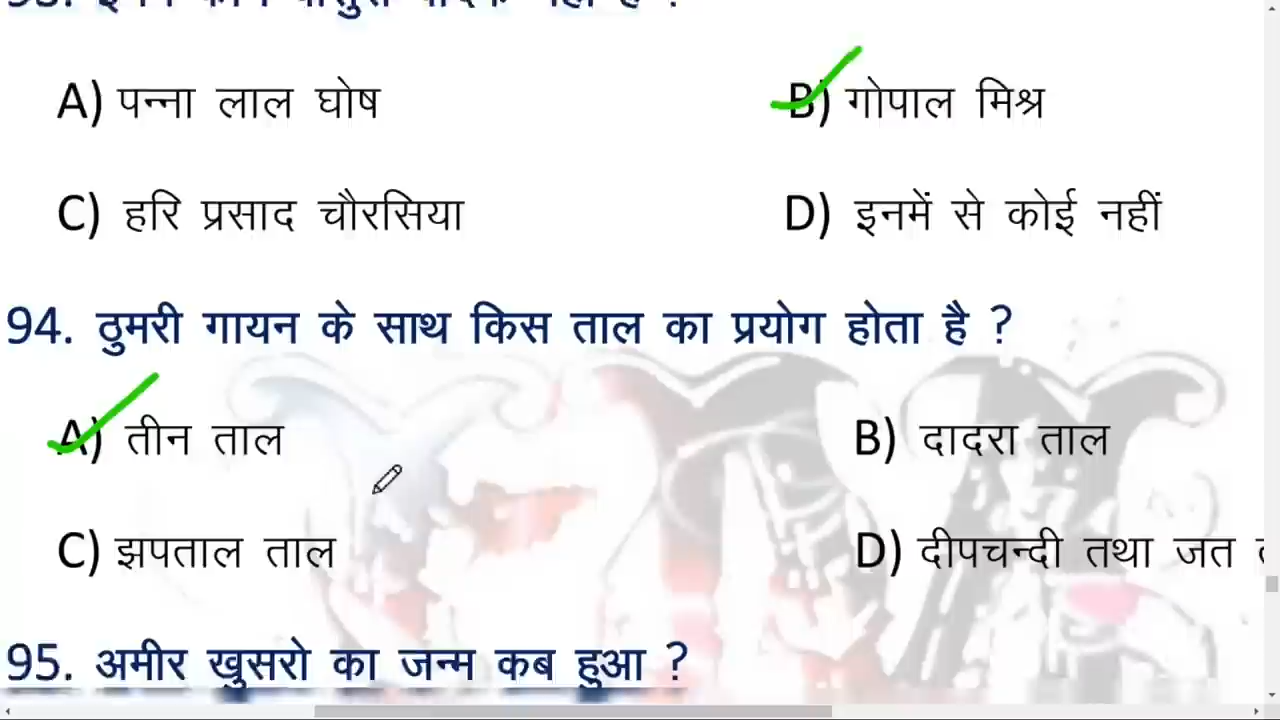 A) पन्ना लाल घोष B) गोपाल मिश्र
C) हरि प्रसाद चौरसिया D) इनमें से कोई नहीं
94. ठुमरी गायन के साथ किस ताल का प्रयोग होता है ?
A) तीन ताल B) दादरा ताल
C) झपताल ताल D) दीपचन्दी तथा जत
95. अमीर खुसरो का जन्म कब हुआ ?